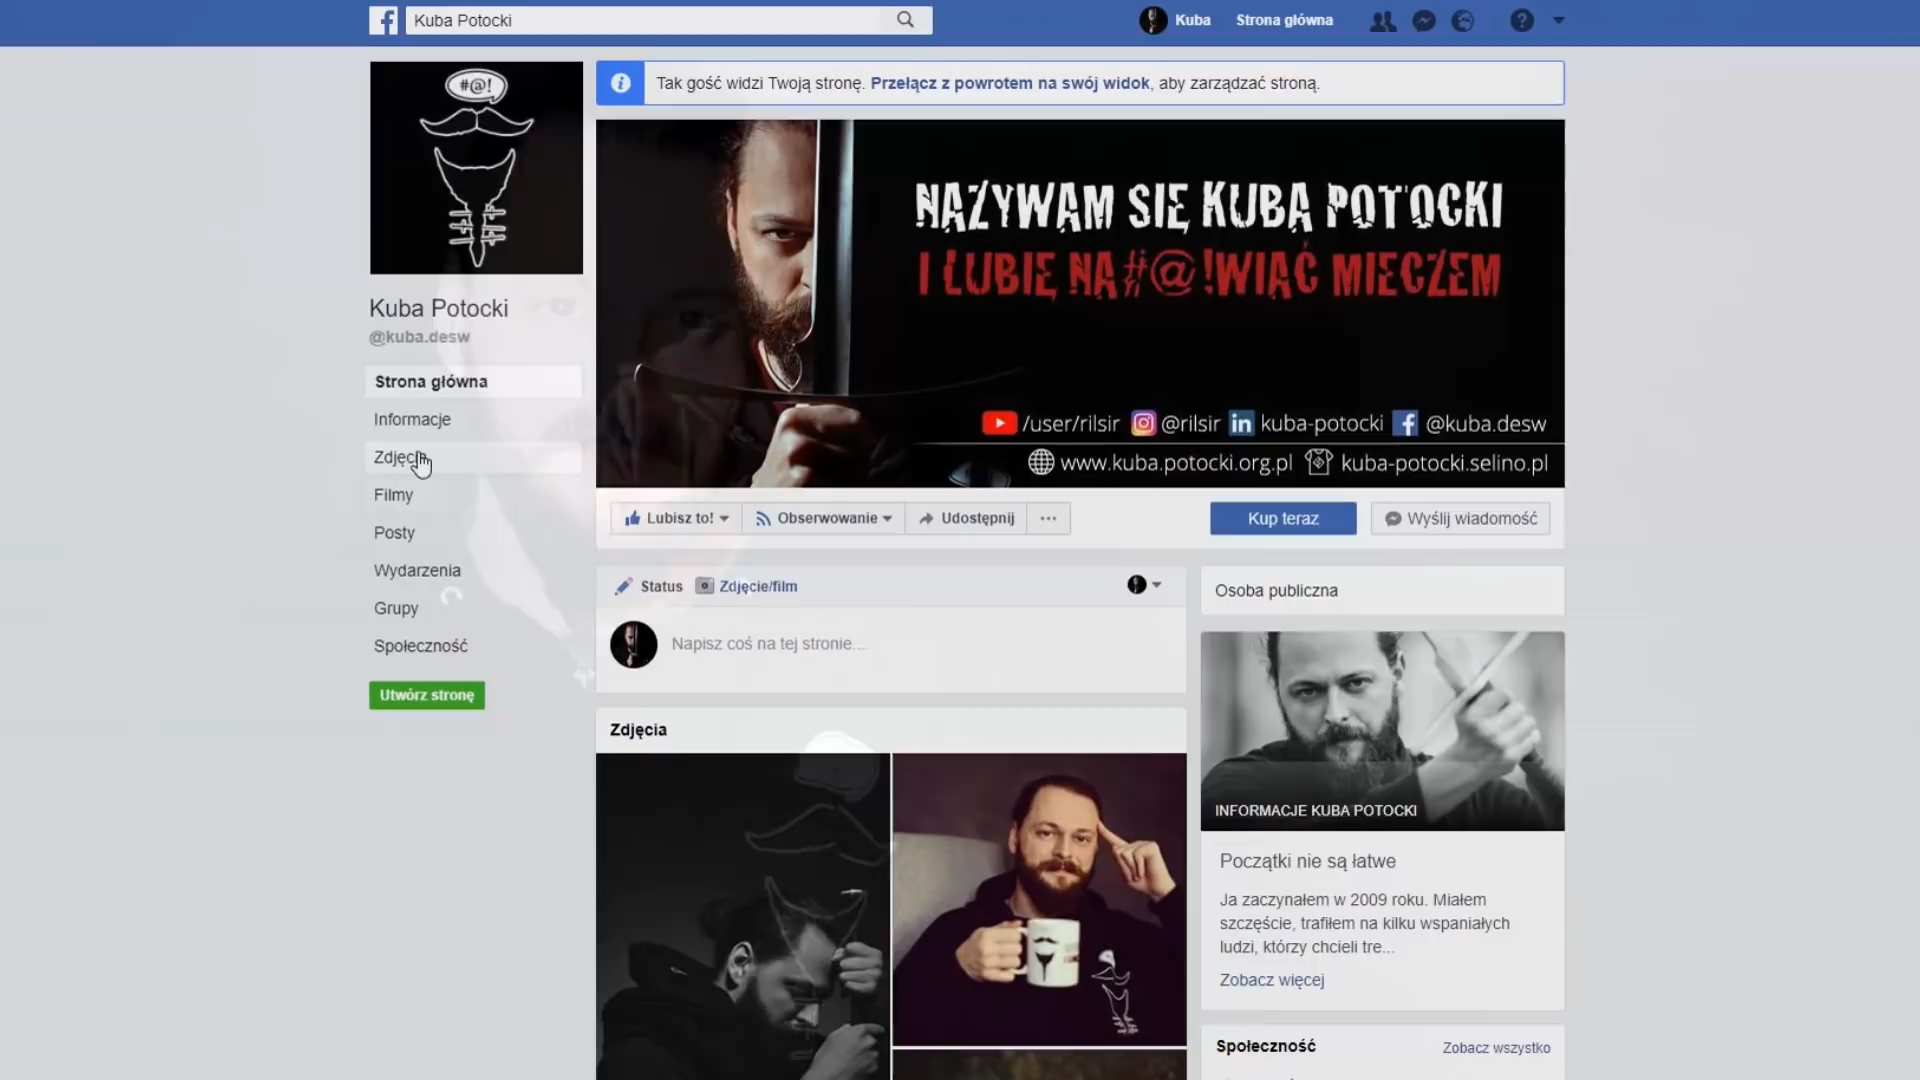 Kuba Potocki
Kuba
Strona główna
#@!
Tak gość widzi Twoją stronę. Przełącz z powrotem na swój widok, aby zarządzać stroną.
NAZYWAM SIĘ KUBA POTOCKI
I LUBIĘ NA#@!WIAĆ MIECZEM
/user/rilsir @rilsir kuba-potocki @kuba.desw
www.kuba.potocki.org.pl kuba-potocki.selino.pl
Kuba Potocki
@kuba.desw
Strona główna
Informacje
Zdjęcia
Filmy
Posty
Wydarzenia
Grupy
Społeczność
Utwórz stronę
Lubisz to! Obserwowanie Udostępnij
Kup teraz
Wyślij wiadomość
Status Zdjęcie/film
Napisz coś na tej stronie...
Zdjęcia
Osoba publiczna
INFORMACJE KUBA POTOCKI
Początki nie są łatwe
Ja zaczynałem w 2009 roku. Miałem
szczęście, trafiłem na kilku wspaniałych
ludzi, którzy chcieli tre...
Zobacz więcej
Społeczność
Zobacz wszystko